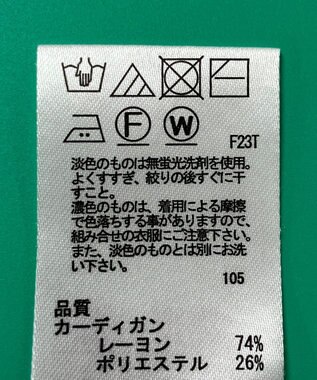 F W F23T
淡色のものは無蛍光洗剤を使用。
よくすすぎ、絞りの後すぐに干
すこと。
濃色のものは、着用による摩擦
で色落ちする事がありますので、
組み合せの衣服にご注意下さい。
また、淡色のものとは別にお洗
い下さい。
105
品質
カーディガン
レーヨン 74%
ポリエステル 26%